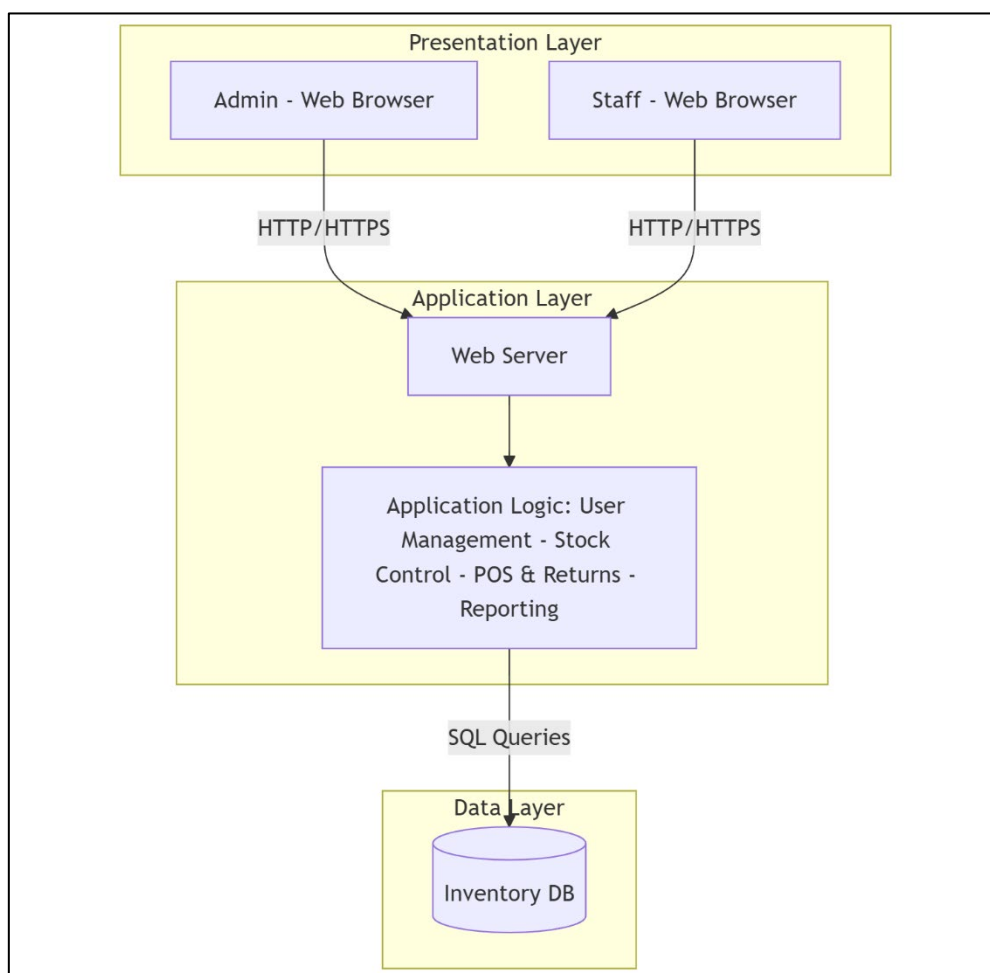 Presentation Layer
Admin - Web Browser
Staff - Web Browser
HTTP/HTTPS
HTTP/HTTPS
Application Layer
Web Server
Application Logic: User
Management - Stock
Control - POS & Returns -
Reporting
SQL Queries
Data Layer
Inventory DB